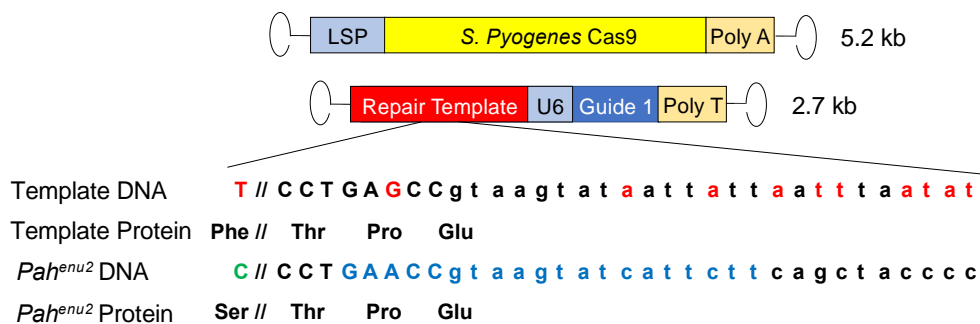 LSP S. Pyogenes Cas9 Poly A 5.2 kb
Repair Template U6 Guide 1 Poly T 2.7 kb
Template DNA T // C C T G A G C C g t a a g t a t a a t t a t t a a t t t a a t a t
Template Protein Phe // Thr Pro Glu
Pahenu2 DNA C // C C T G A A C C g t a a g t a t c a t t c t t c a g c t a c c c c
Pahenu2 Protein Ser // Thr Pro Glu